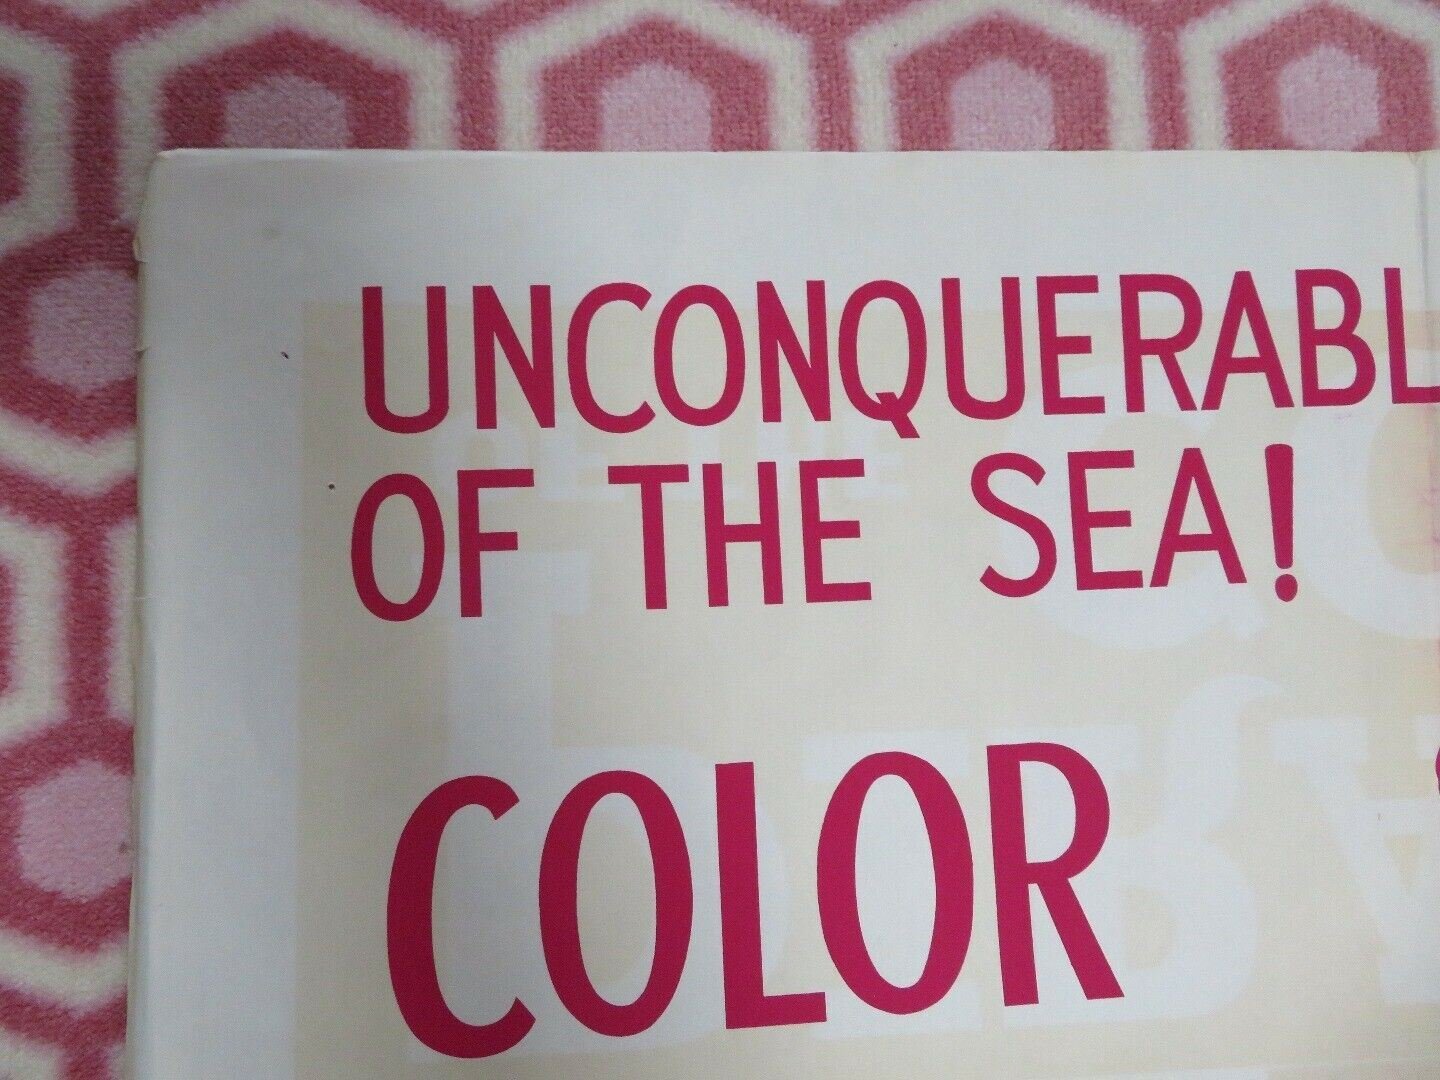 UNCONQUERABL
OF THE SEA!
COLOR